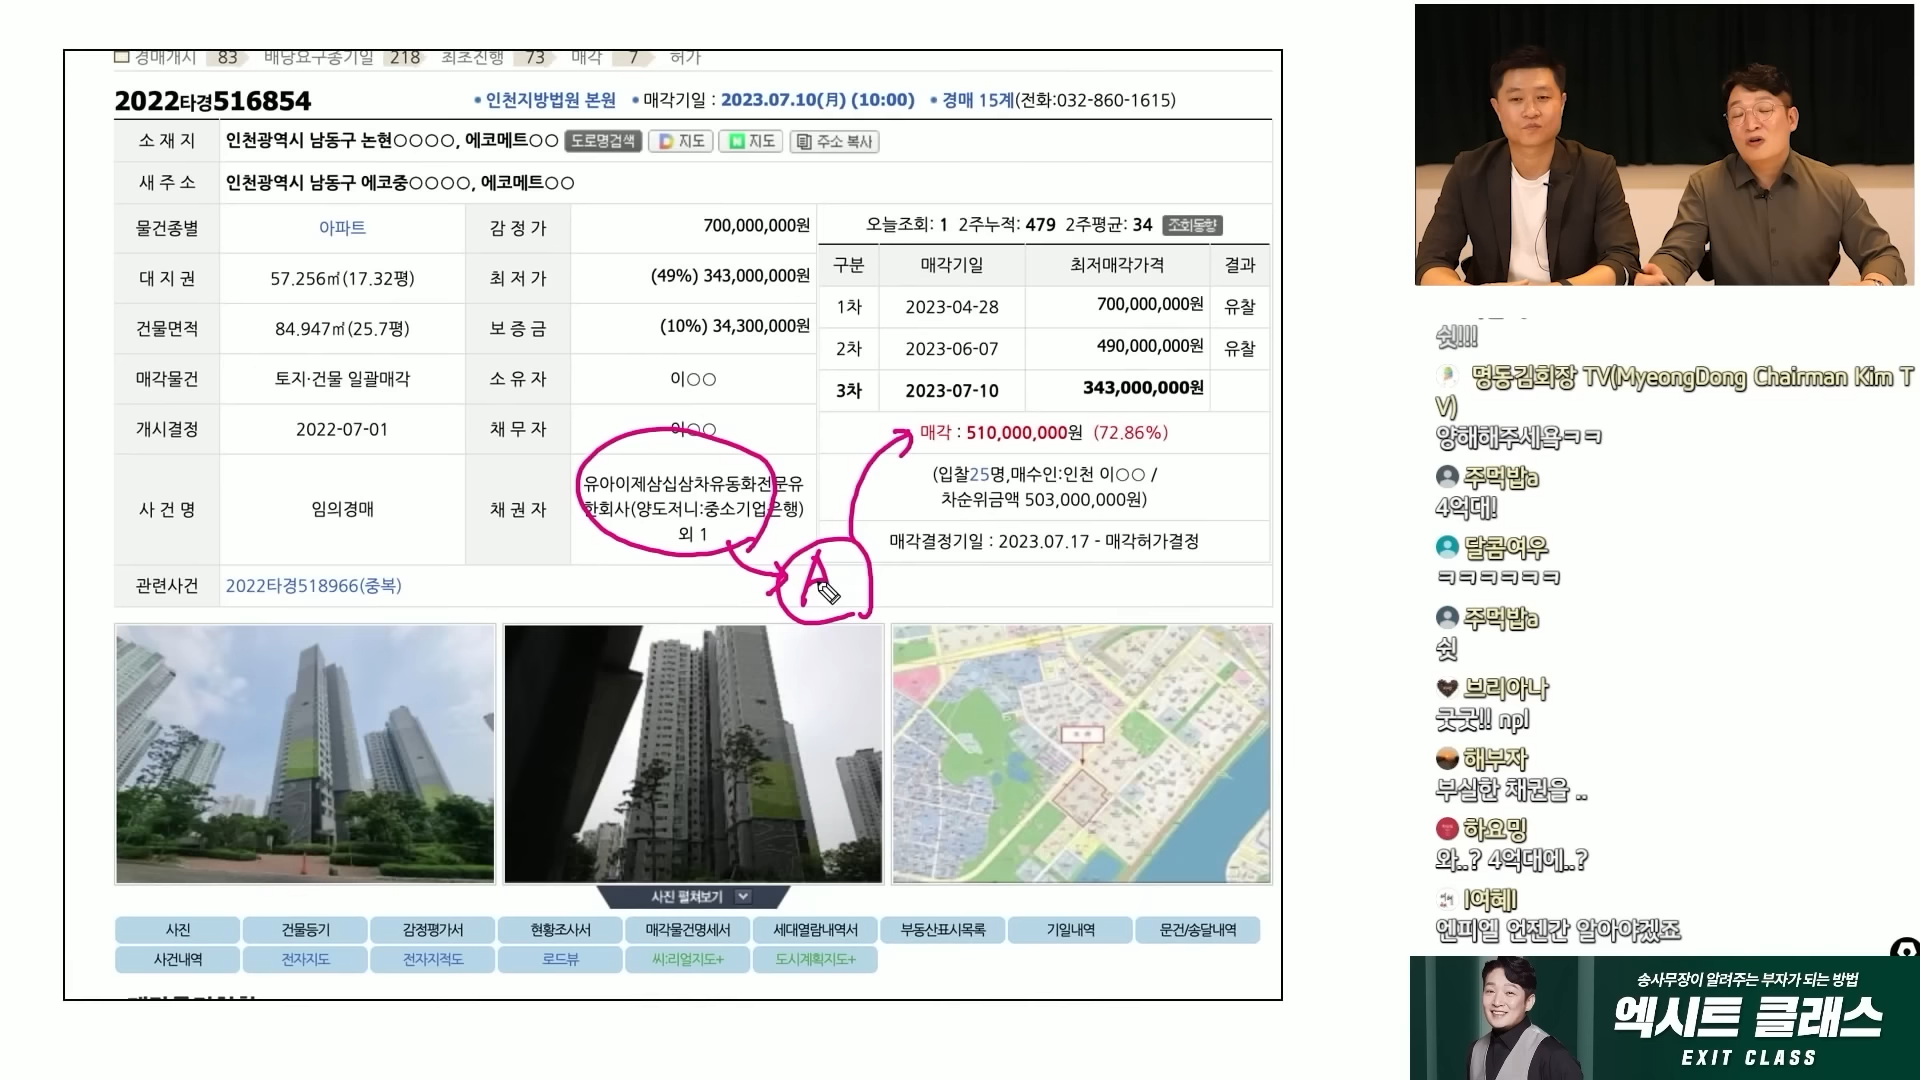 경매개시 83 배당요구종기일 218 최초진행 73 매각 7 허가
2022타경516854 • 인천지방법원 본원 • 매각기일 : 2023.07.10(月) (10:00) • 경매 15계(전화:032-860-1615)
소 재 지 인천광역시 남동구 논현○○○○, 에코메트○○ 도로명검색 D 지도 N 지도 주소 복사
새 주 소 인천광역시 남동구 에코중○○○○, 에코메트○○
물건종별 아파트 감 정 가 700,000,000원
대 지 권 57.256㎡(17.32평) 최 저 가 (49%) 343,000,000원
건물면적 84.947㎡(25.7평) 보 증 금 (10%) 34,300,000원
매각물건 토지·건물 일괄매각 소 유 자 이○○
개시결정 2022-07-01 채 무 자 이○○
사 건 명 임의경매 채 권 자
유아이제삼십삼차유동화전문유
한회사(양도저니:중소기업은행)
외 1
오늘조회: 1 2주누적: 479 2주평균: 34 조회동향
구분 매각기일 최저매각가격 결과
1차 2023-04-28 700,000,000원 유찰
2차 2023-06-07 490,000,000원 유찰
3차 2023-07-10 343,000,000원
매각 : 510,000,000원 (72.86%)
(입찰25명,매수인:인천 이○○ /
차순위금액 503,000,000원)
매각결정기일 : 2023.07.17 - 매각허가결정
A
관련사건 2022타경518966(중복)
사진 펼쳐보기
사진 건물등기 감정평가서 현황조사서 매각물건명세서 세대열람내역서 부동산표시목록 기일내역 문건/송달내역
사건내역 전자지도 전자지적도 로드뷰 씨:리얼지도+ 도시계획지도+
쉿!!!
명동김회장 TV(MyeongDong Chairman Kim T
V)
양해해주세욬ㅋㅋ
주먹밥a
4억대!
달콤여우
ㅋㅋㅋㅋㅋㅋ
주먹밥a
쉿
브리아나
굿굿!! npl
해부자
부실한 채권을 ..
하요밍
와..? 4억대에..?
I여혜I
엔피엘 언젠간 알아야겠죠
송사무장이 알려주는 부자가 되는 방법
엑시트 클래스
EXIT CLASS